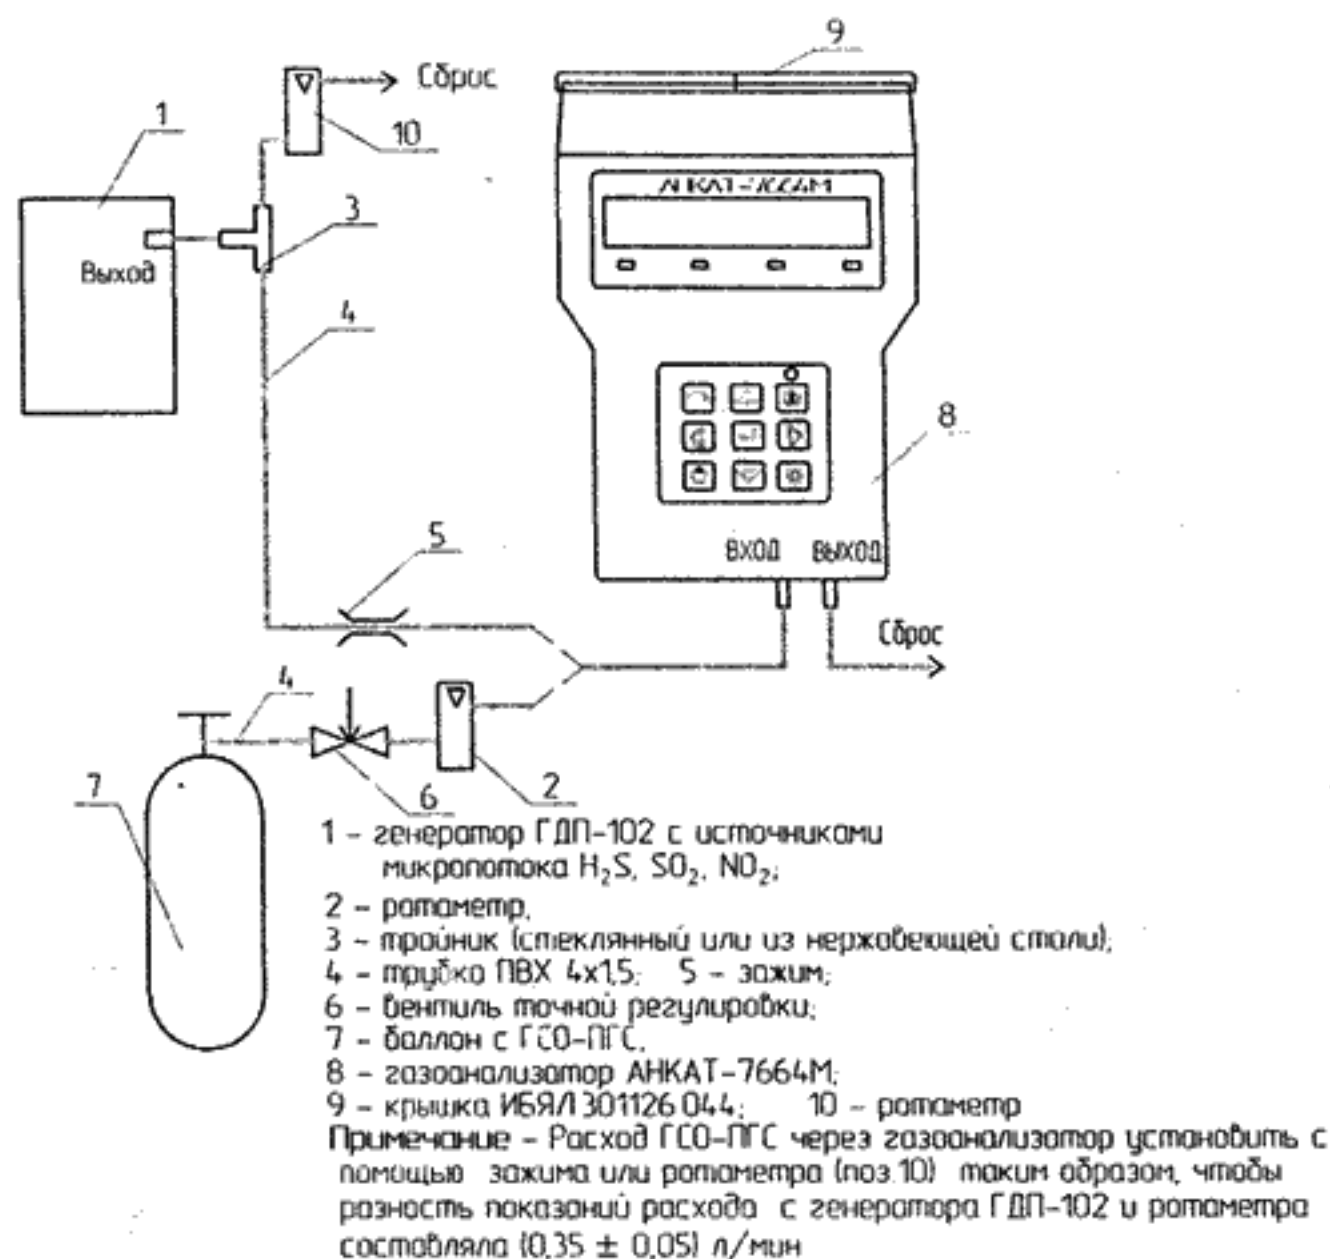 9
Сброс
1
10
АНКАТ-7664М
3
Выход
4
8
5
ВХОД ВЫХОД
Сброс
4
7
6
2
1 – генератор ГДП-102 с источниками
микропотока H₂S, SO₂, NO₂;
2 – ротаметр,
3 – тройник (стеклянный или из нержавеющей стали);
4 – трубка ПВХ 4х1,5; 5 – зажим;
6 – вентиль точной регулировки;
7 – баллон с ГСО-ПГС,
8 – газоанализатор АНКАТ-7664М;
9 – крышка ИБЯЛ 301126 044; 10 – ротаметр
Примечание – Расход ГСО-ПГС через газоанализатор установить с
помощью зажима или ротаметра (поз.10) таким образом, чтобы
разность показаний расхода с генератора ГДП-102 и ротаметра
составляла (0,35 ± 0,05) л/мин